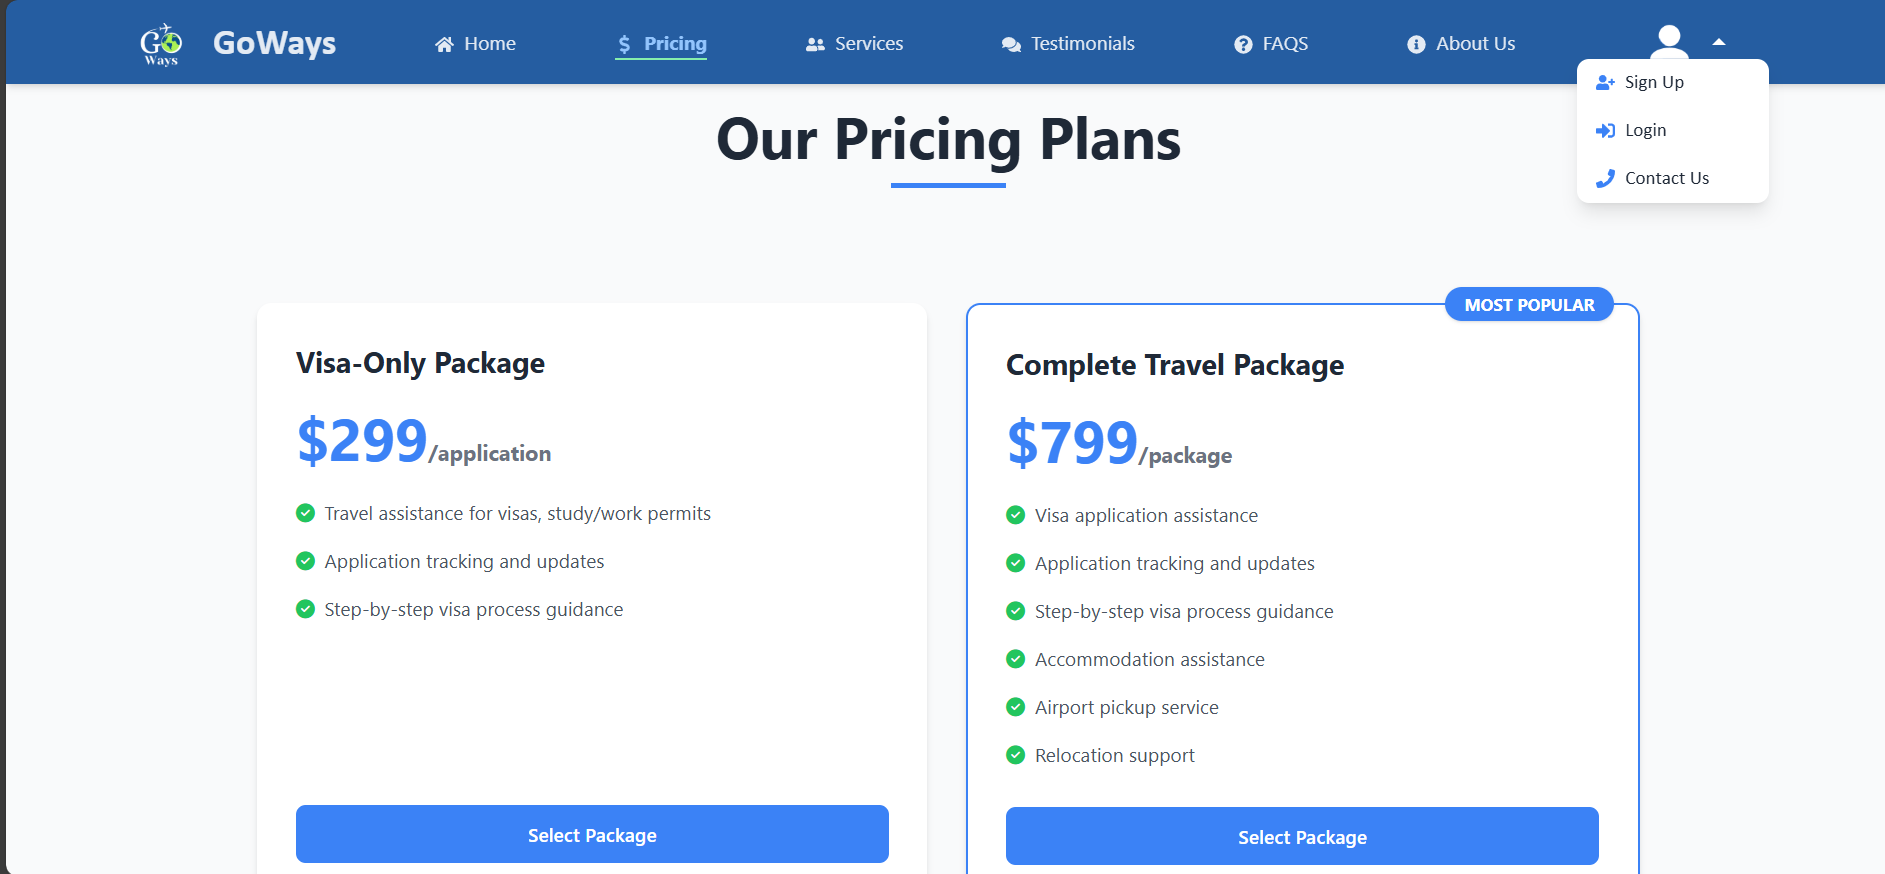 GO Ways GoWays Home Pricing Services Testimonials FAQS About Us
Sign Up
Login
Contact Us
Our Pricing Plans
Visa-Only Package
$299/application
Travel assistance for visas, study/work permits
Application tracking and updates
Step-by-step visa process guidance
Select Package
MOST POPULAR
Complete Travel Package
$799/package
Visa application assistance
Application tracking and updates
Step-by-step visa process guidance
Accommodation assistance
Airport pickup service
Relocation support
Select Package